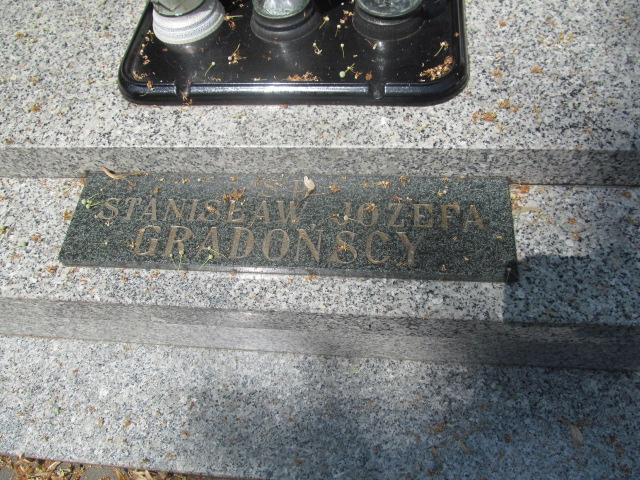 Ś P
STANISŁAW, JÓZEFA
GRADOŃSCY